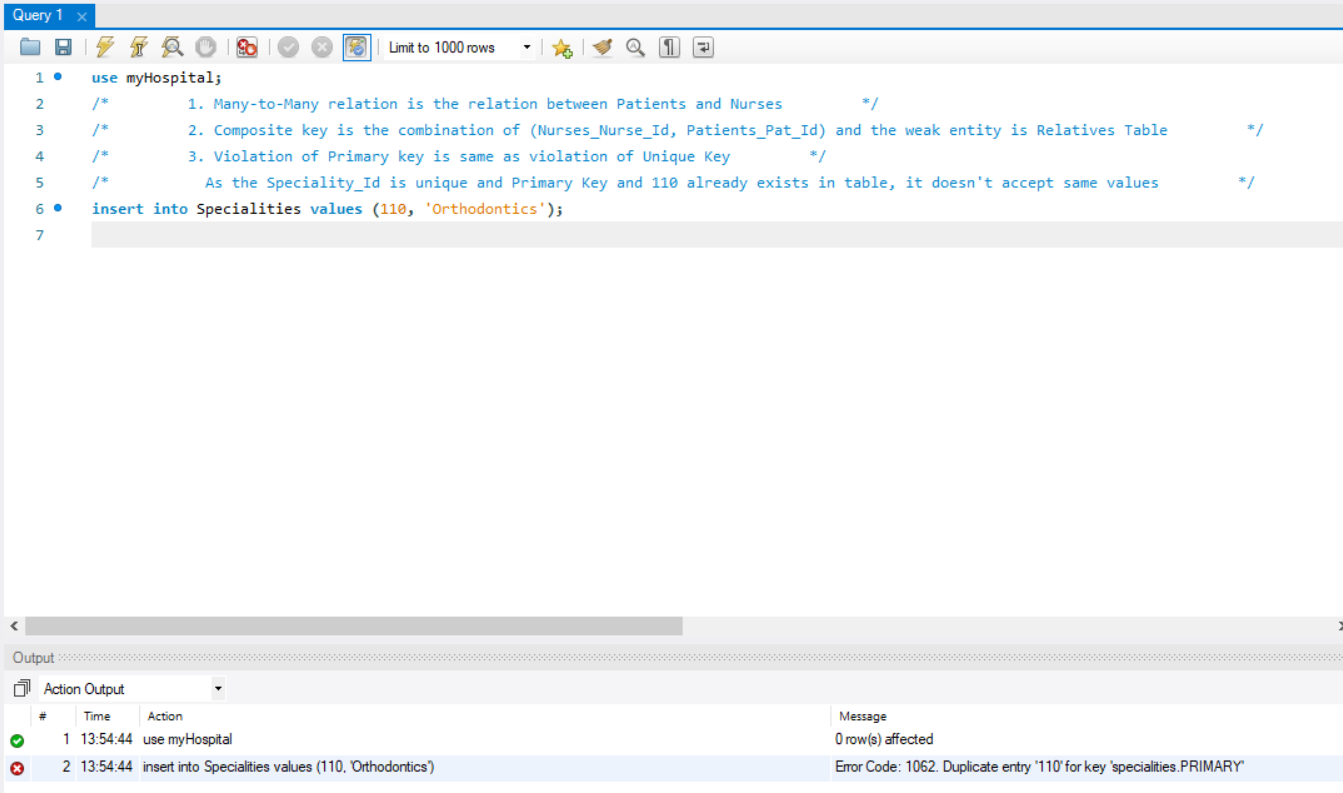 Query 1
Limit to 1000 rows
1 use myHospital;
2 /* 1. Many-to-Many relation is the relation between Patients and Nurses */
3 /* 2. Composite key is the combination of (Nurses_Nurse_Id, Patients_Pat_Id) and the weak entity is Relatives Table */
4 /* 3. Violation of Primary key is same as violation of Unique Key */
5 /* As the Speciality_Id is unique and Primary Key and 110 already exists in table, it doesn't accept same values */
6 insert into Specialities values (110, 'Orthodontics');
7
Output
Action Output
# Time Action Message
1 13:54:44 use myHospital 0 row(s) affected
2 13:54:44 insert into Specialities values (110, 'Orthodontics') Error Code: 1062. Duplicate entry '110' for key 'specialities.PRIMARY'